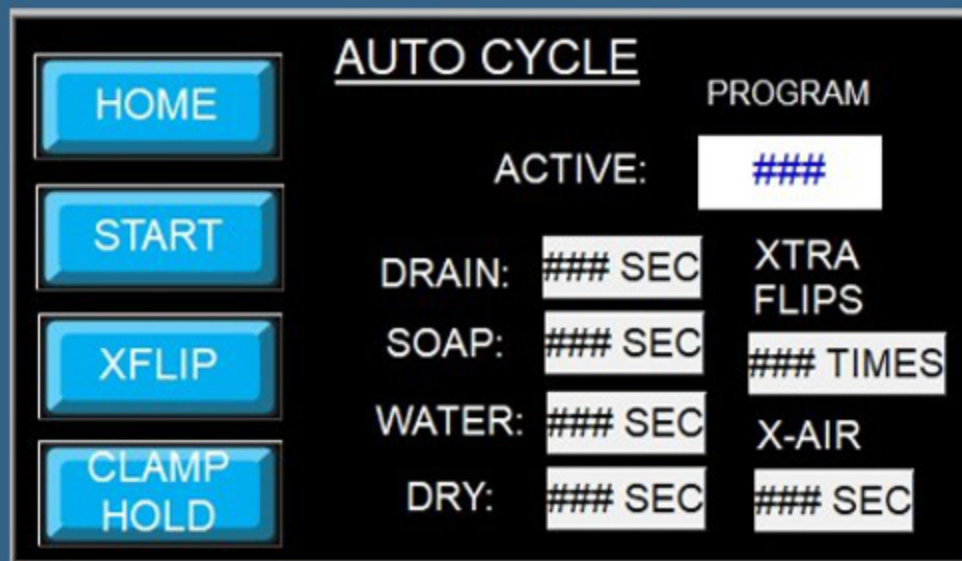 AUTO CYCLE
HOME
START
XFLIP
CLAMP
HOLD
PROGRAM
ACTIVE: ###
DRAIN: ### SEC
SOAP: ### SEC
WATER: ### SEC
DRY: ### SEC
XTRA
FLIPS
### TIMES
X-AIR
### SEC